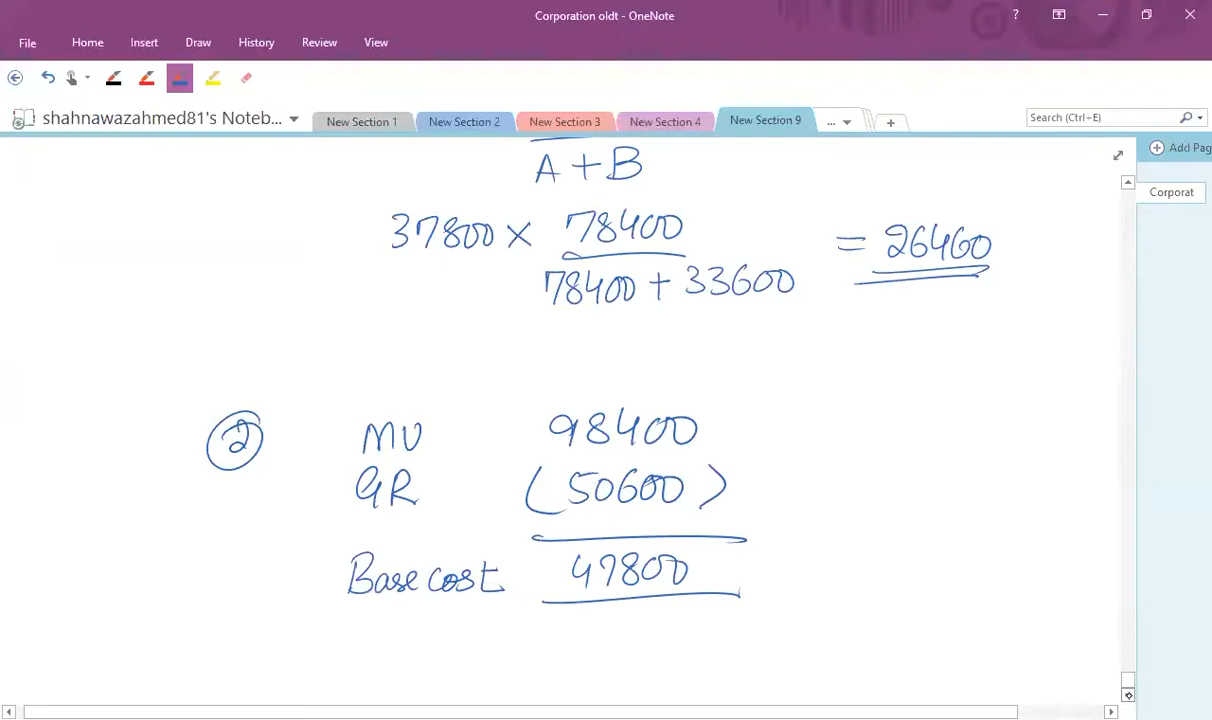 Corporation oldt - OneNote
File Home Insert Draw History Review View
shahnawazahmed81's Noteb... New Section 1 New Section 2 New Section 3 New Section 4 New Section 9 ... Search (Ctrl+E)
Add Pag
Corporat
A + B
37800 × 78400 = 26460
78400 + 33600
② MV 98400
GR (50600)
Base cost 47800